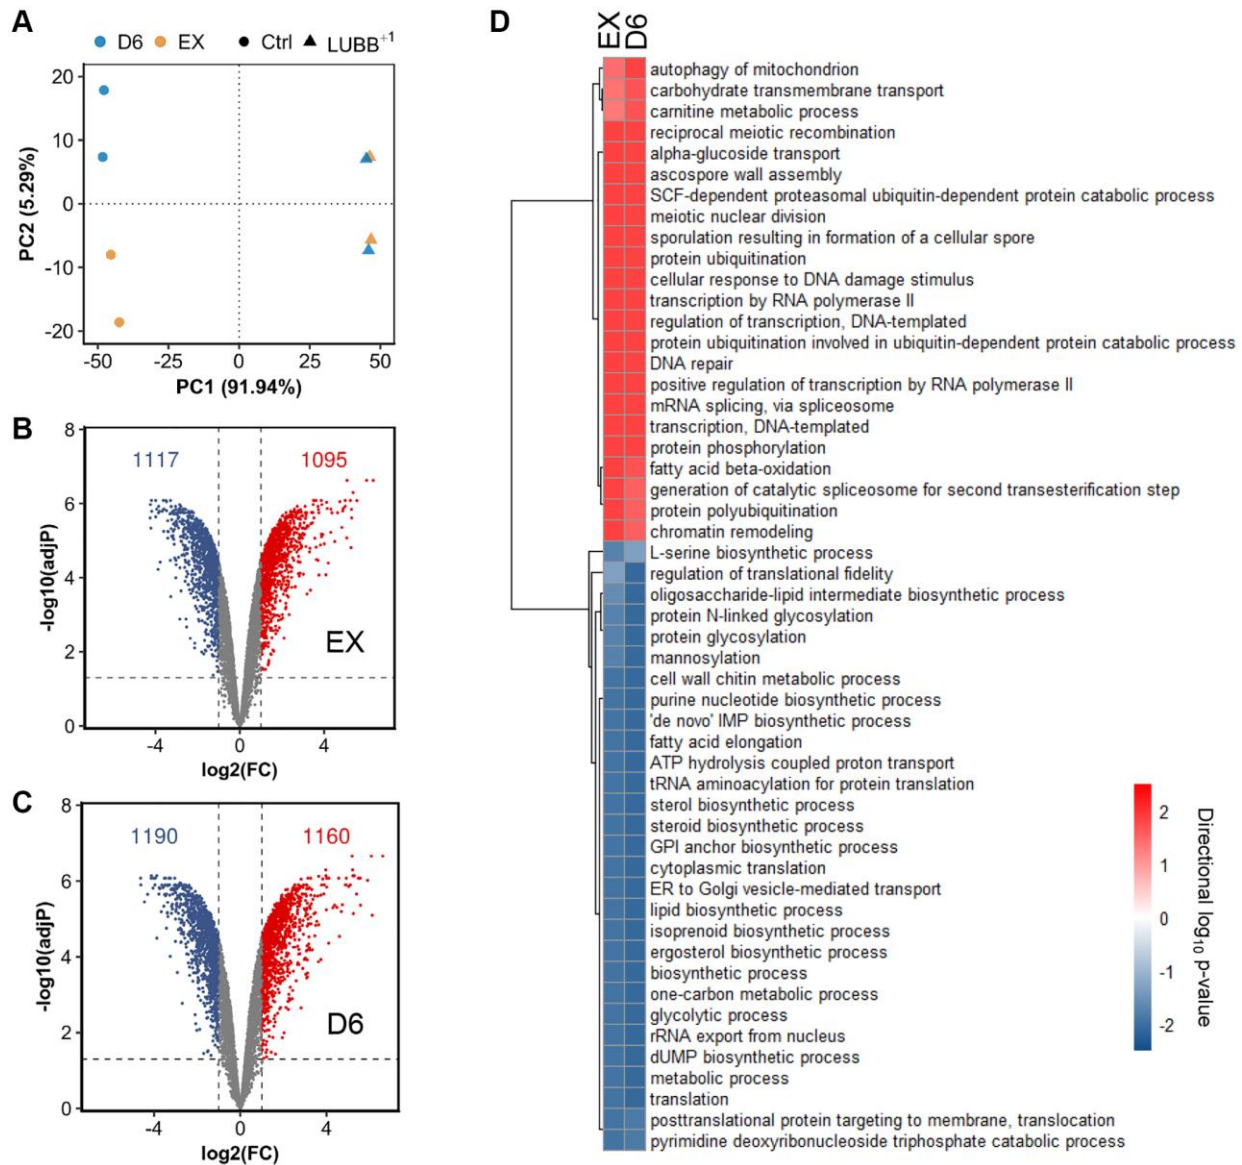 A
D6 EX Ctrl LUBB+1
20
10
0
-10
-20
PC2 (5.29%)
-50 -25 0 25 50
PC1 (91.94%)
B
8
6
4
2
0
-log10(adjP)
1117 1095
EX
-4 0 4
log2(FC)
C
8
6
4
2
0
-log10(adjP)
1190 1160
D6
-4 0 4
log2(FC)
D
EX
D6
autophagy of mitochondrion
carbohydrate transmembrane transport
carnitine metabolic process
reciprocal meiotic recombination
alpha-glucoside transport
ascospore wall assembly
SCF-dependent proteasomal ubiquitin-dependent protein catabolic process
meiotic nuclear division
sporulation resulting in formation of a cellular spore
protein ubiquitination
cellular response to DNA damage stimulus
transcription by RNA polymerase II
regulation of transcription, DNA-templated
protein ubiquitination involved in ubiquitin-dependent protein catabolic process
DNA repair
positive regulation of transcription by RNA polymerase II
mRNA splicing, via spliceosome
transcription, DNA-templated
protein phosphorylation
fatty acid beta-oxidation
generation of catalytic spliceosome for second transesterification step
protein polyubiquitination
chromatin remodeling
L-serine biosynthetic process
regulation of translational fidelity
oligosaccharide-lipid intermediate biosynthetic process
protein N-linked glycosylation
protein glycosylation
mannosylation
cell wall chitin metabolic process
purine nucleotide biosynthetic process
'de novo' IMP biosynthetic process
fatty acid elongation
ATP hydrolysis coupled proton transport
tRNA aminoacylation for protein translation
sterol biosynthetic process
steroid biosynthetic process
GPI anchor biosynthetic process
cytoplasmic translation
ER to Golgi vesicle-mediated transport
lipid biosynthetic process
isoprenoid biosynthetic process
ergosterol biosynthetic process
biosynthetic process
one-carbon metabolic process
glycolytic process
rRNA export from nucleus
dUMP biosynthetic process
metabolic process
translation
posttranslational protein targeting to membrane, translocation
pyrimidine deoxyribonucleoside triphosphate catabolic process
2
1
0
-1
-2
Directional log10 p-value